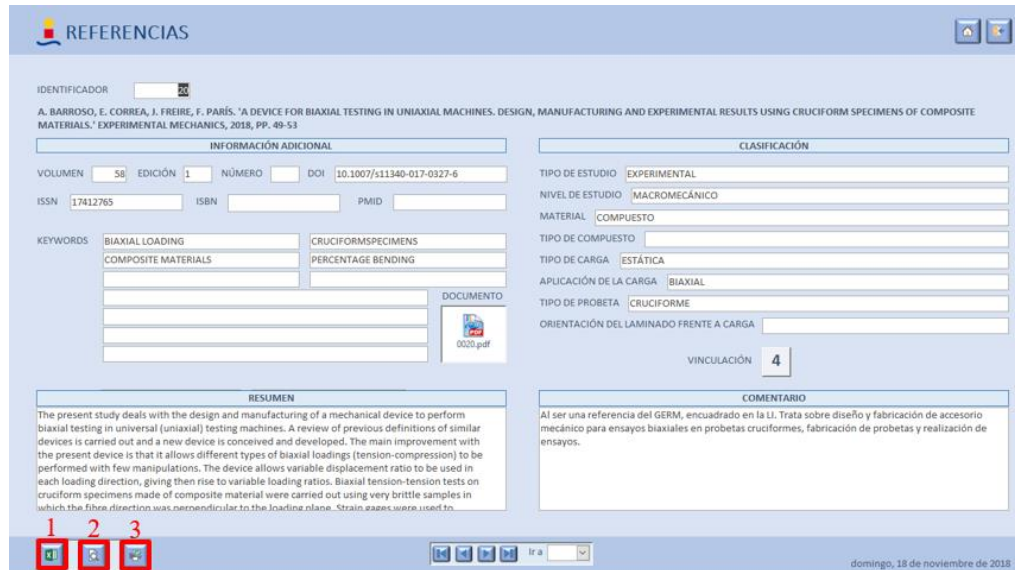 REFERENCIAS
IDENTIFICADOR 20
A. BARROSO, E. CORREA, J. FREIRE, F. PARÍS. 'A DEVICE FOR BIAXIAL TESTING IN UNIAXIAL MACHINES. DESIGN, MANUFACTURING AND EXPERIMENTAL RESULTS USING CRUCIFORM SPECIMENS OF COMPOSITE
MATERIALS.' EXPERIMENTAL MECHANICS, 2018, PP. 49-53
INFORMACIÓN ADICIONAL
VOLUMEN 58 EDICIÓN 1 NÚMERO DOI 10.1007/s11340-017-0327-6
ISSN 17412765 ISBN PMID
KEYWORDS BIAXIAL LOADING CRUCIFORMSPECIMENS
COMPOSITE MATERIALS PERCENTAGE BENDING
DOCUMENTO
PDF
0020.pdf
CLASIFICACIÓN
TIPO DE ESTUDIO EXPERIMENTAL
NIVEL DE ESTUDIO MACROMECÁNICO
MATERIAL COMPUESTO
TIPO DE COMPUESTO
TIPO DE CARGA ESTÁTICA
APLICACIÓN DE LA CARGA BIAXIAL
TIPO DE PROBETA CRUCIFORME
ORIENTACIÓN DEL LAMINADO FRENTE A CARGA
VINCULACIÓN 4
RESUMEN
The present study deals with the design and manufacturing of a mechanical device to perform
biaxial testing in universal (uniaxial) testing machines. A review of previous definitions of similar
devices is carried out and a new device is conceived and developed. The main improvement with
the present device is that it allows different types of biaxial loadings (tension-compression) to be
performed with few manipulations. The device allows variable displacement ratio to be used in
each loading direction, giving then rise to variable loading ratios. Biaxial tension-tension tests on
cruciform specimens made of composite material were carried out using very brittle samples in
which the fibre direction was perpendicular to the loading plane. Strain gages were used to
COMENTARIO
Al ser una referencia del GERM, encuadrado en la LI. Trata sobre diseño y fabricación de accesorio
mecánico para ensayos biaxiales en probetas cruciformes, fabricación de probetas y realización de
ensayos.
1 2 3
Ir a
domingo, 18 de noviembre de 2018